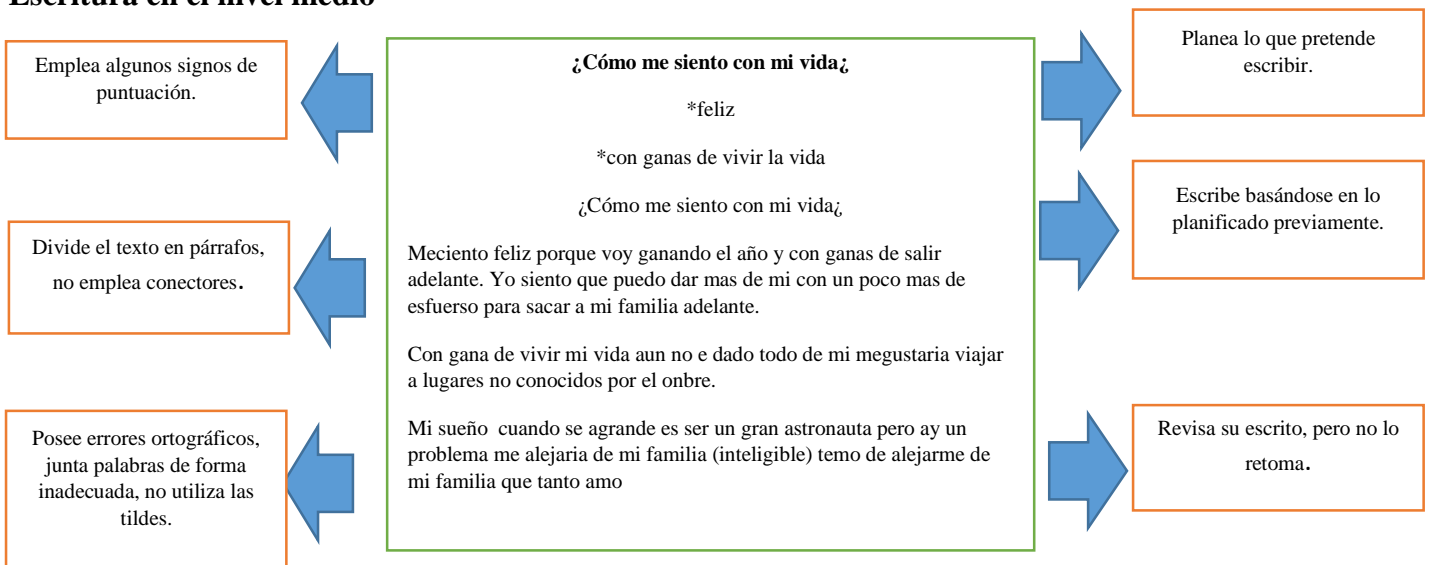 Escritura en el nivel medio
Emplea algunos signos de
puntuación.
Divide el texto en párrafos,
no emplea conectores.
Posee errores ortográficos,
junta palabras de forma
inadecuada, no utiliza las
tildes.
¿Cómo me siento con mi vida¿
*feliz
*con ganas de vivir la vida
¿Cómo me siento con mi vida¿
Meciento feliz porque voy ganando el año y con ganas de salir
adelante. Yo siento que puedo dar mas de mi con un poco mas de
esfuerso para sacar a mi familia adelante.
Con gana de vivir mi vida aun no e dado todo de mi megustaria viajar
a lugares no conocidos por el onbre.
Mi sueño cuando se agrande es ser un gran astronauta pero ay un
problema me alejaria de mi familia (inteligible) temo de alejarme de
mi familia que tanto amo
Planea lo que pretende
escribir.
Escribe basándose en lo
planificado previamente.
Revisa su escrito, pero no lo
retoma.